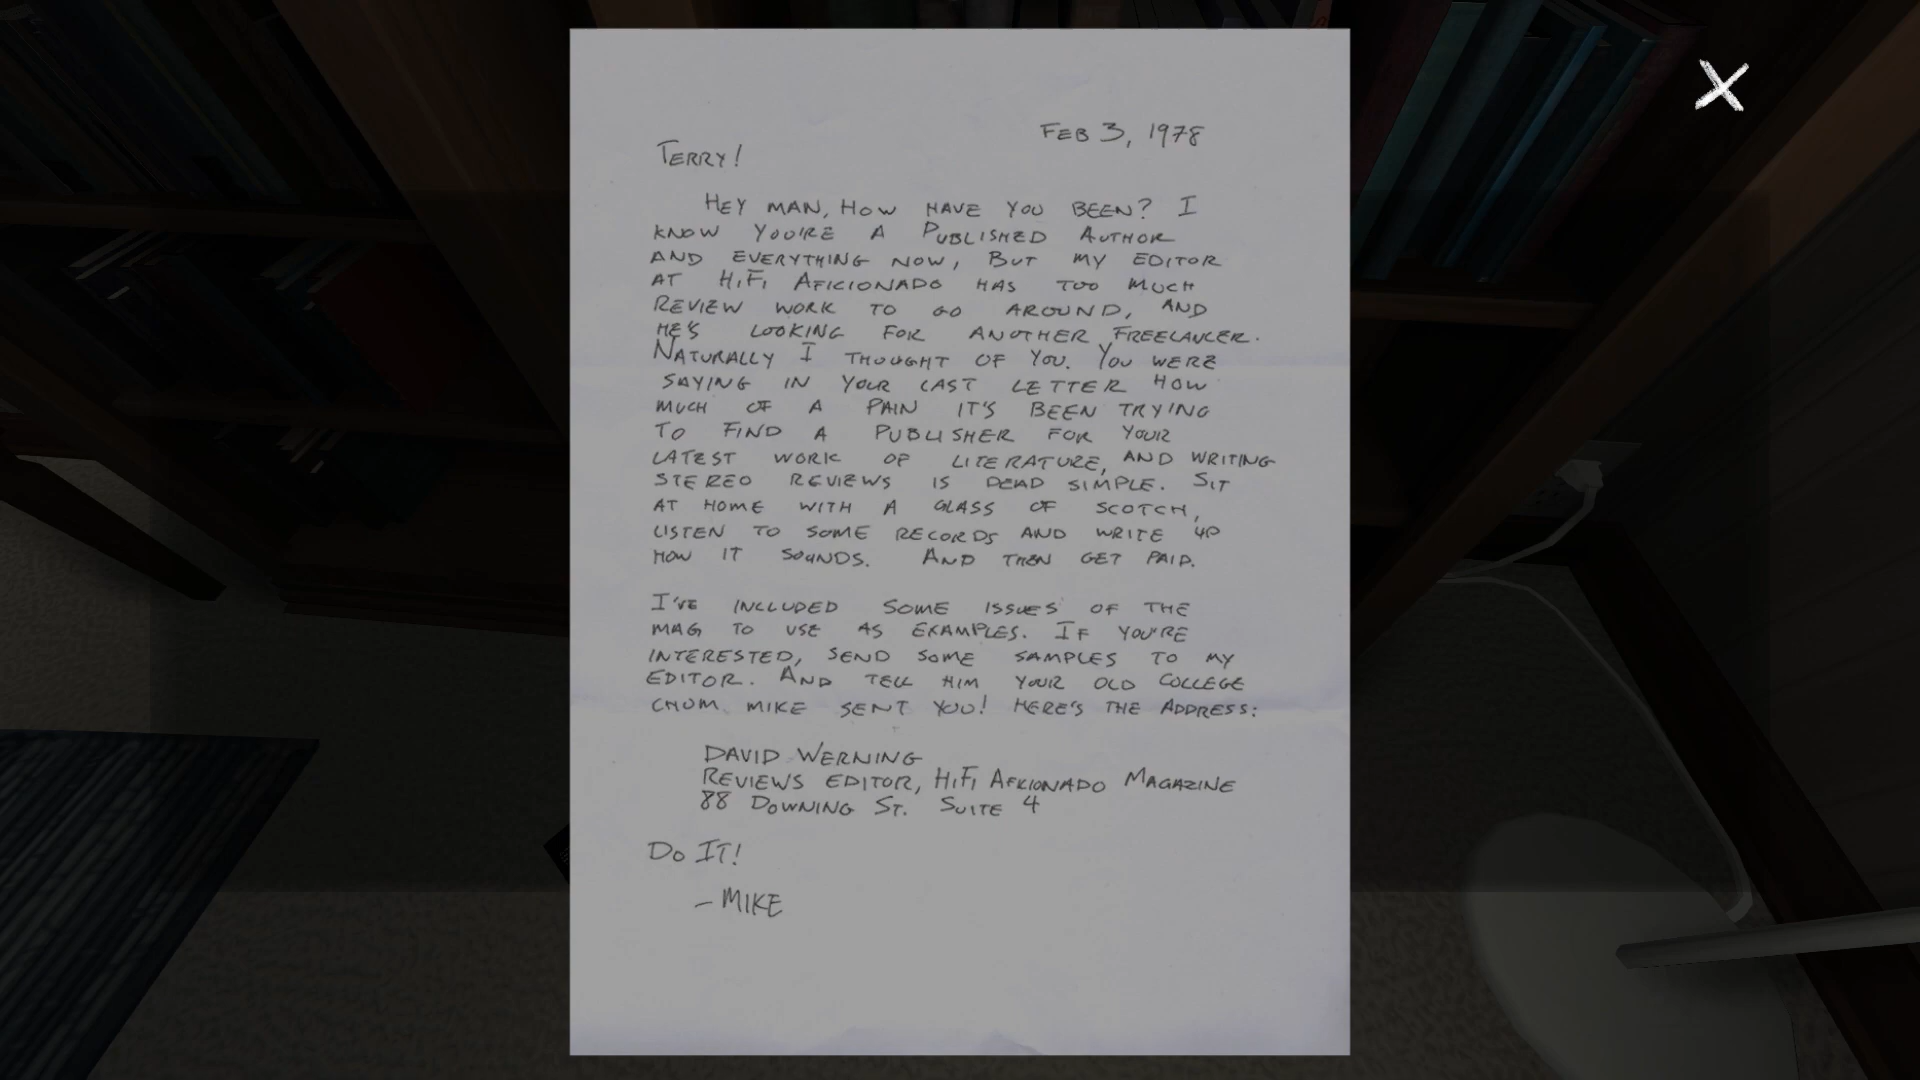 FEB 3, 1978
TERRY!
HEY MAN, HOW HAVE YOU BEEN? I
KNOW YOU'RE A PUBLISHED AUTHOR
AND EVERYTHING NOW, BUT MY EDITOR
AT HIFI AFICIONADO HAS TOO MUCH
REVIEW WORK TO GO AROUND, AND
HE'S LOOKING FOR ANOTHER FREELANCER.
NATURALLY I THOUGHT OF YOU. YOU WERE
SAYING IN YOUR LAST LETTER HOW
MUCH OF A PAIN IT'S BEEN TRYING
TO FIND A PUBLISHER FOR YOUR
LATEST WORK OF LITERATURE, AND WRITING
STEREO REVIEWS IS DEAD SIMPLE. SIT
AT HOME WITH A GLASS OF SCOTCH,
LISTEN TO SOME RECORDS AND WRITE UP
HOW IT SOUNDS. AND THEN GET PAID.
I'VE INCLUDED SOME ISSUES OF THE
MAG TO USE AS EXAMPLES. IF YOU'RE
INTERESTED, SEND SOME SAMPLES TO MY
EDITOR. AND TELL HIM YOUR OLD COLLEGE
CHUM MIKE SENT YOU! HERE'S THE ADDRESS:
DAVID WERNING
REVIEWS EDITOR, HIFI AFICIONADO MAGAZINE
88 DOWNING ST. SUITE 4
DO IT!
– MIKE